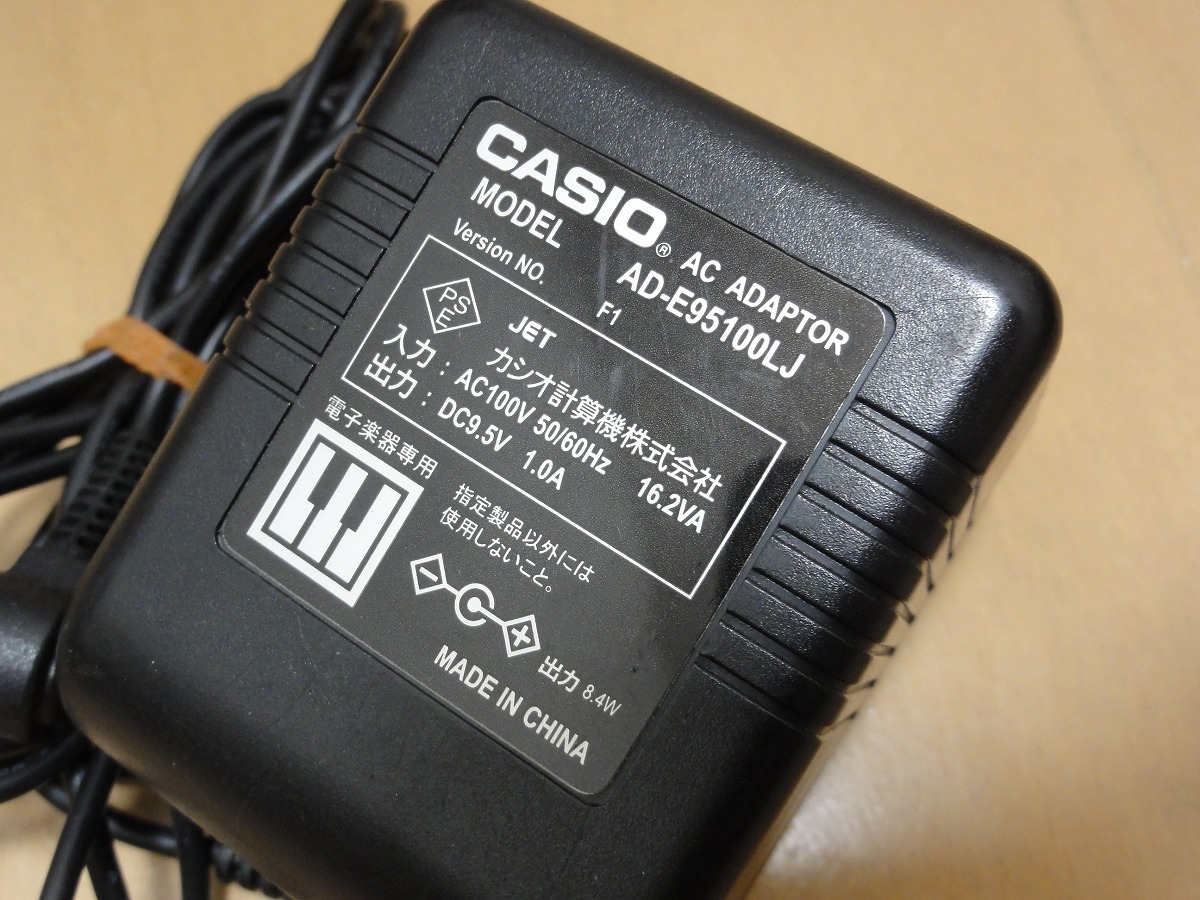 CASIO® AC ADAPTOR
MODEL AD-E95100LJ
Version NO. F1
PSE JET カシオ計算機株式会社
入力：AC100V 50/60Hz 16.2VA
出力：DC9.5V 1.0A
電子楽器専用
指定製品以外には
使用しないこと。
- +
出力 8.4W
MADE IN CHINA